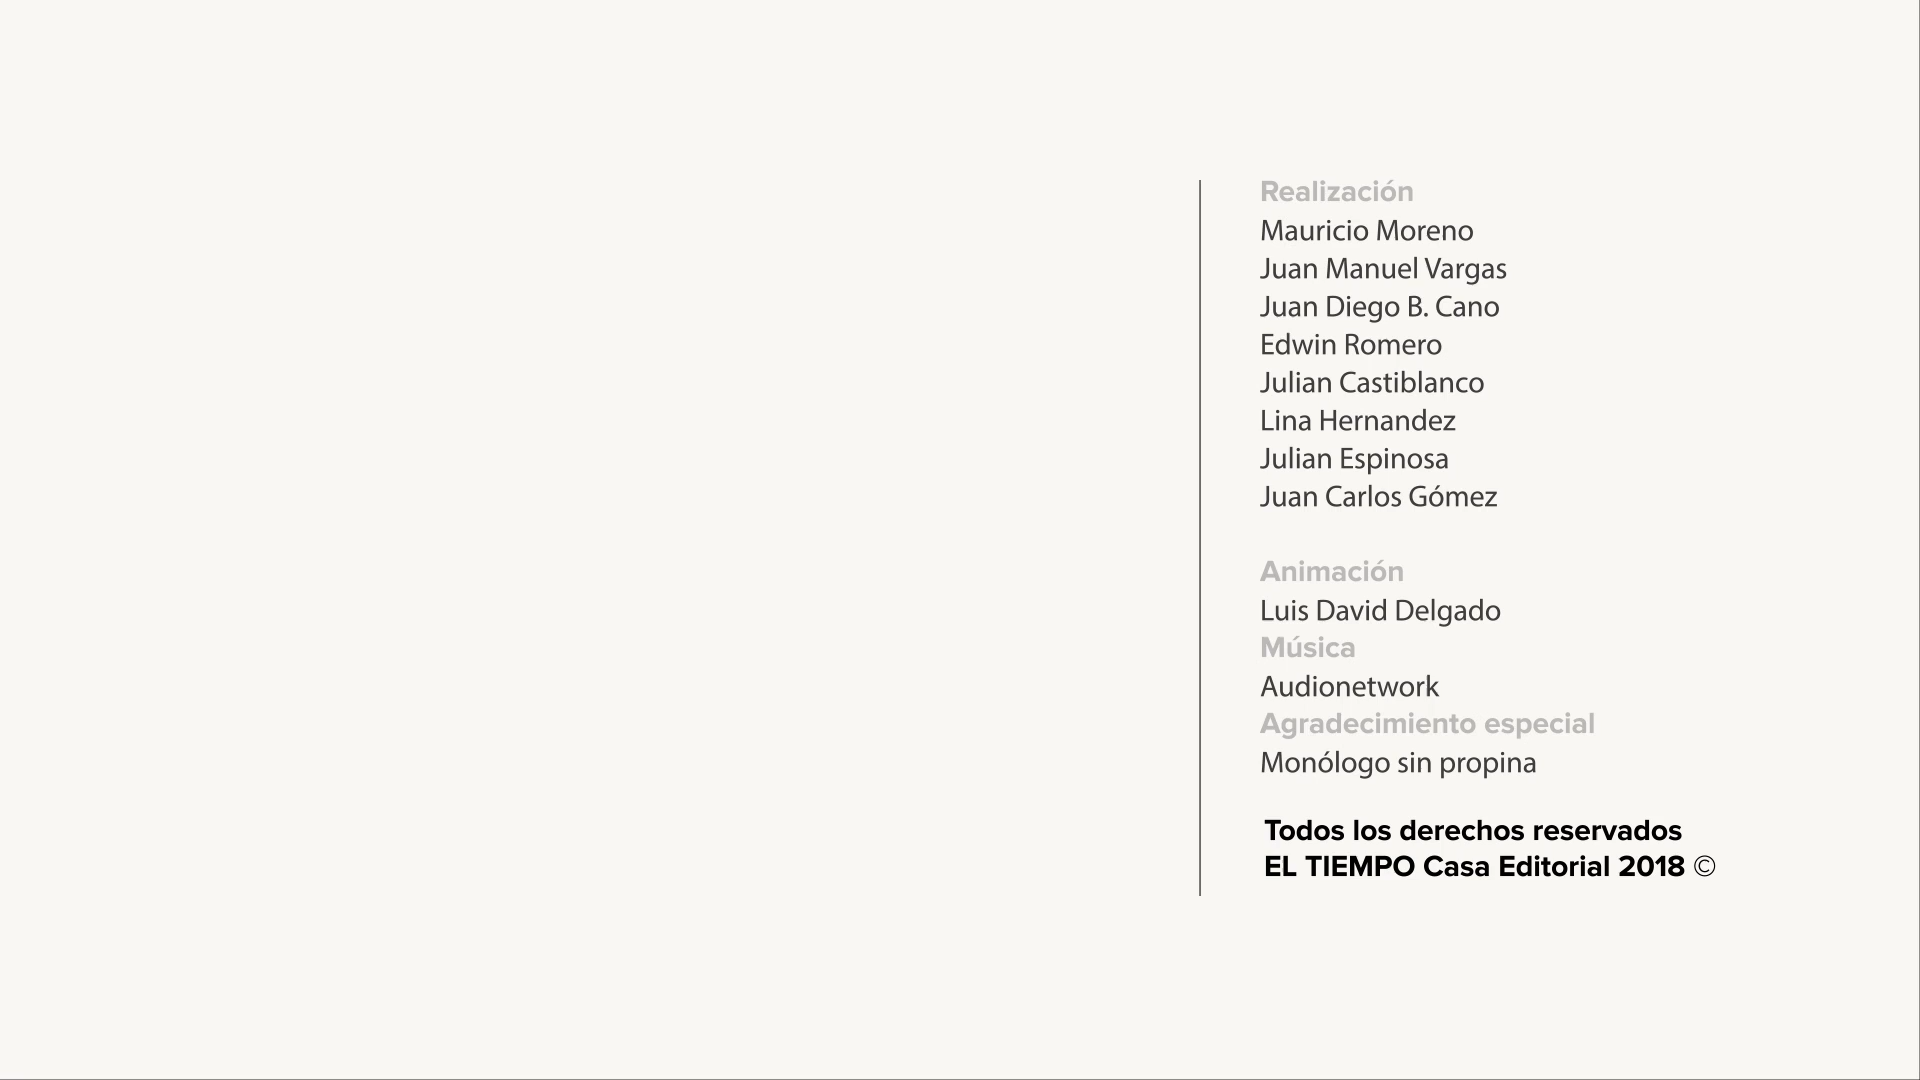 Realización
Mauricio Moreno
Juan Manuel Vargas
Juan Diego B. Cano
Edwin Romero
Julian Castiblanco
Lina Hernandez
Julian Espinosa
Juan Carlos Gómez
Animación
Luis David Delgado
Música
Audionetwork
Agradecimiento especial
Monólogo sin propina
Todos los derechos reservados
EL TIEMPO Casa Editorial 2018 ©